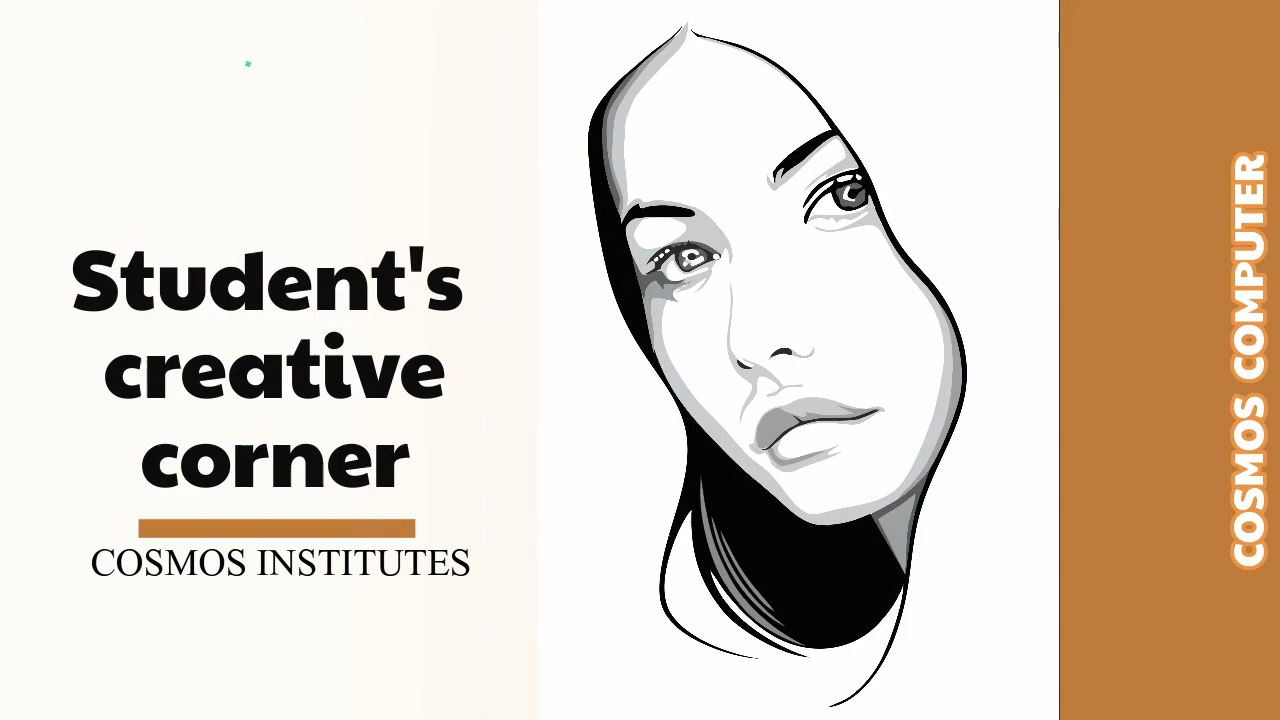 Student's
creative
corner
COSMOS INSTITUTES
COSMOS COMPUTER